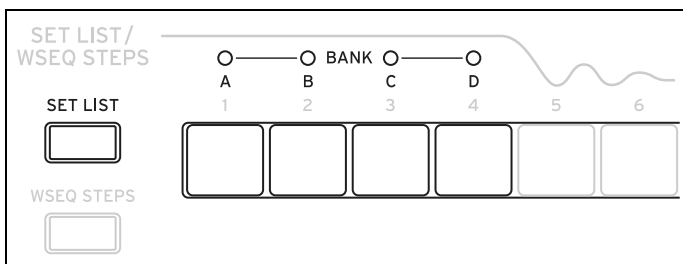 SET LIST/
WSEQ STEPS
BANK
A B C D
1 2 3 4 5 6
SET LIST
WSEQ STEPS